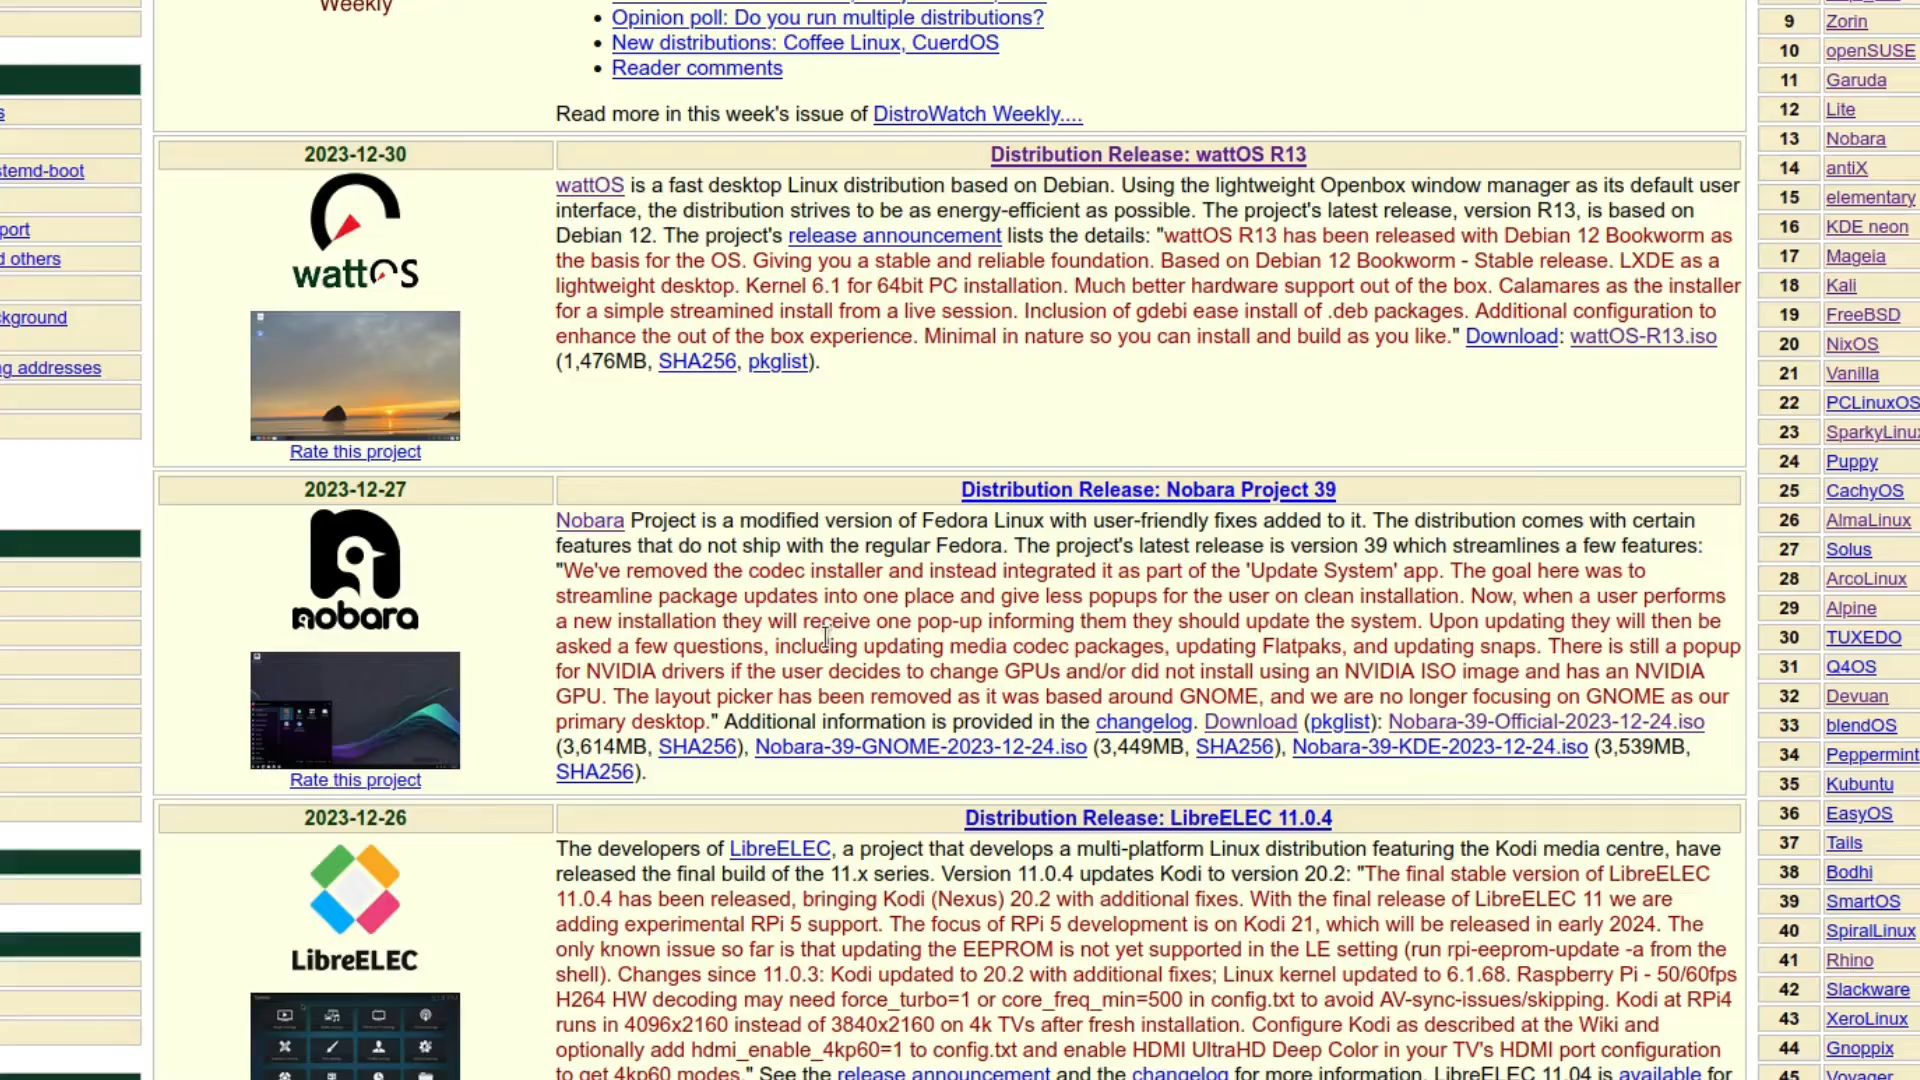 Weekly
Opinion poll: Do you run multiple distributions?
New distributions: Coffee Linux, CuerdOS
Reader comments
Read more in this week's issue of DistroWatch Weekly....
s
temd-boot
port
d others
kground
ng addresses
2023-12-30
Distribution Release: wattOS R13
wattOS
Rate this project
wattOS is a fast desktop Linux distribution based on Debian. Using the lightweight Openbox window manager as its default user
interface, the distribution strives to be as energy-efficient as possible. The project's latest release, version R13, is based on
Debian 12. The project's release announcement lists the details: "wattOS R13 has been released with Debian 12 Bookworm as
the basis for the OS. Giving you a stable and reliable foundation. Based on Debian 12 Bookworm - Stable release. LXDE as a
lightweight desktop. Kernel 6.1 for 64bit PC installation. Much better hardware support out of the box. Calamares as the installer
for a simple streamined install from a live session. Inclusion of gdebi ease install of .deb packages. Additional configuration to
enhance the out of the box experience. Minimal in nature so you can install and build as you like." Download: wattOS-R13.iso
(1,476MB, SHA256, pkglist).
2023-12-27
Distribution Release: Nobara Project 39
nobara
Rate this project
Nobara Project is a modified version of Fedora Linux with user-friendly fixes added to it. The distribution comes with certain
features that do not ship with the regular Fedora. The project's latest release is version 39 which streamlines a few features:
"We've removed the codec installer and instead integrated it as part of the 'Update System' app. The goal here was to
streamline package updates into one place and give less popups for the user on clean installation. Now, when a user performs
a new installation they will receive one pop-up informing them they should update the system. Upon updating they will then be
asked a few questions, including updating media codec packages, updating Flatpaks, and updating snaps. There is still a popup
for NVIDIA drivers if the user decides to change GPUs and/or did not install using an NVIDIA ISO image and has an NVIDIA
GPU. The layout picker has been removed as it was based around GNOME, and we are no longer focusing on GNOME as our
primary desktop." Additional information is provided in the changelog. Download (pkglist): Nobara-39-Official-2023-12-24.iso
(3,614MB, SHA256), Nobara-39-GNOME-2023-12-24.iso (3,449MB, SHA256), Nobara-39-KDE-2023-12-24.iso (3,539MB,
SHA256).
2023-12-26
Distribution Release: LibreELEC 11.0.4
LibreELEC
The developers of LibreELEC, a project that develops a multi-platform Linux distribution featuring the Kodi media centre, have
released the final build of the 11.x series. Version 11.0.4 updates Kodi to version 20.2: "The final stable version of LibreELEC
11.0.4 has been released, bringing Kodi (Nexus) 20.2 with additional fixes. With the final release of LibreELEC 11 we are
adding experimental RPi 5 support. The focus of RPi 5 development is on Kodi 21, which will be released in early 2024. The
only known issue so far is that updating the EEPROM is not yet supported in the LE setting (run rpi-eeprom-update -a from the
shell). Changes since 11.0.3: Kodi updated to 20.2 with additional fixes; Linux kernel updated to 6.1.68. Raspberry Pi - 50/60fps
H264 HW decoding may need force_turbo=1 or core_freq_min=500 in config.txt to avoid AV-sync-issues/skipping. Kodi at RPi4
runs in 4096x2160 instead of 3840x2160 on 4k TVs after fresh installation. Configure Kodi as described at the Wiki and
optionally add hdmi_enable_4kp60=1 to config.txt and enable HDMI UltraHD Deep Color in your TV's HDMI port configuration
to get 4kp60 modes." See the release announcement and the changelog for more information. LibreELEC 11.04 is available for
9 Zorin
10 openSUSE
11 Garuda
12 Lite
13 Nobara
14 antiX
15 elementary
16 KDE neon
17 Mageia
18 Kali
19 FreeBSD
20 NixOS
21 Vanilla
22 PCLinuxOS
23 SparkyLinux
24 Puppy
25 CachyOS
26 AlmaLinux
27 Solus
28 ArcoLinux
29 Alpine
30 TUXEDO
31 Q4OS
32 Devuan
33 blendOS
34 Peppermint
35 Kubuntu
36 EasyOS
37 Tails
38 Bodhi
39 SmartOS
40 SpiralLinux
41 Rhino
42 Slackware
43 XeroLinux
44 Gnoppix
45 Voyager